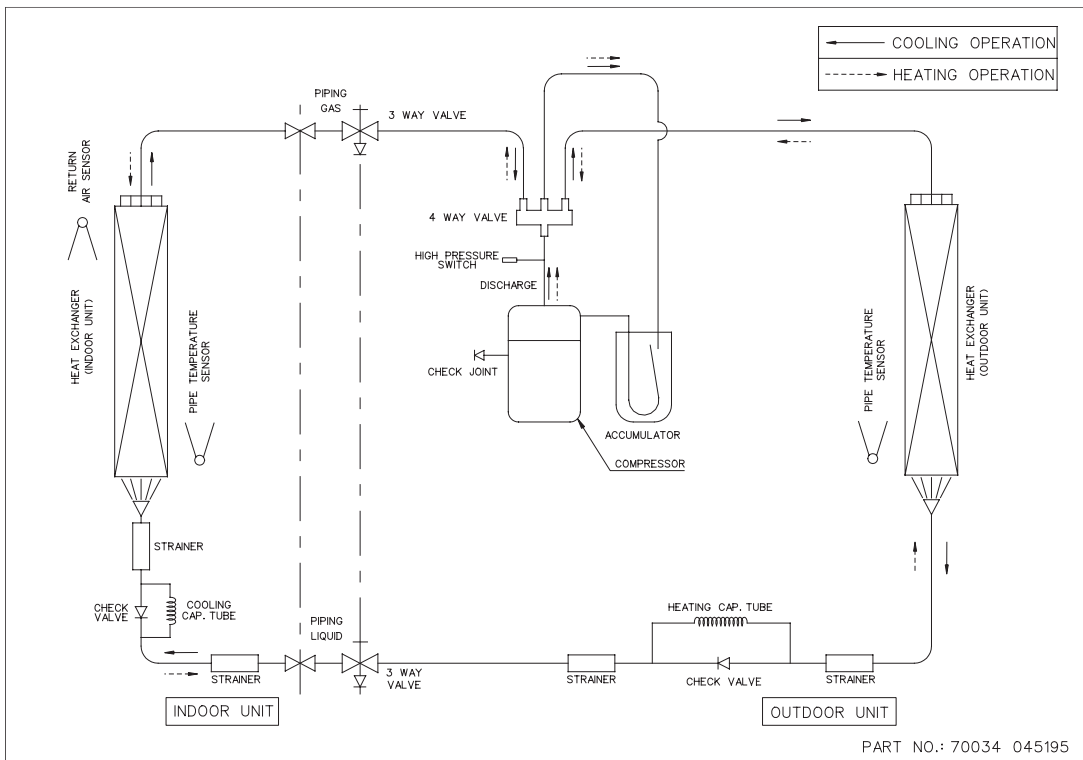 COOLING OPERATION
HEATING OPERATION
PIPING
GAS
3 WAY VALVE
RETURN
AIR SENSOR
4 WAY VALVE
HIGH PRESSURE
SWITCH
DISCHARGE
HEAT EXCHANGER
(INDOOR UNIT)
PIPE TEMPERATURE
SENSOR
CHECK JOINT
ACCUMULATOR
COMPRESSOR
PIPE TEMPERATURE
SENSOR
HEAT EXCHANGER
(OUTDOOR UNIT)
STRAINER
CHECK
VALVE
COOLING
CAP. TUBE
PIPING
LIQUID
HEATING CAP. TUBE
STRAINER
3 WAY
VALVE
STRAINER
CHECK VALVE
STRAINER
INDOOR UNIT
OUTDOOR UNIT
PART NO.: 70034 045195